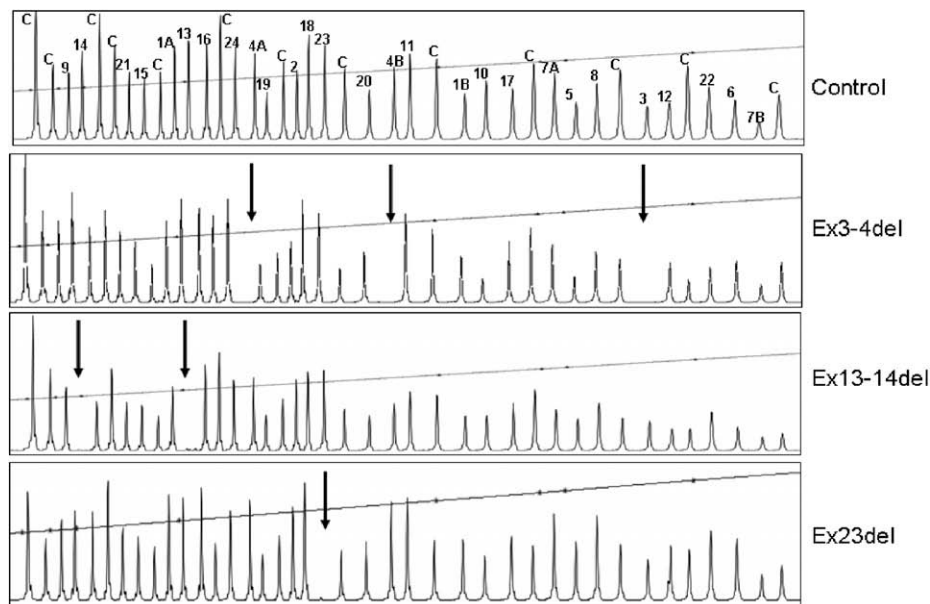 C C 9 14 C C 21 15 C 1A 13 16 C 24 4A 19 C 2 18 23 C 20 4B 11 C 1B 10 17 C 7A 5 8 C 3 12 C 22 6 7B C
Control
Ex3-4del
Ex13-14del
Ex23del